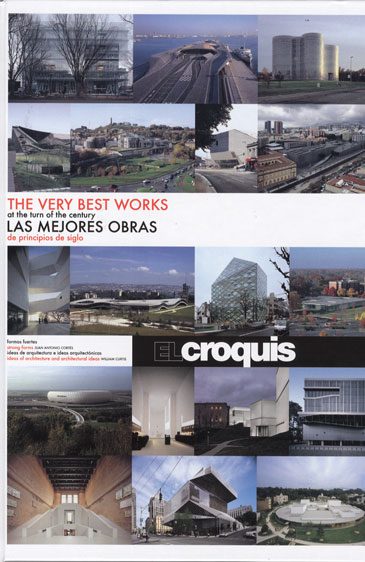 THE VERY BEST WORKS
at the turn of the century
LAS MEJORES OBRAS
de principios de siglo
EL croquis
formas fuertes
strong forms JUAN ANTONIO CORTÉS
ideas de arquitectura e ideas arquitectónicas
ideas of architecture and architectural ideas WILLIAM CURTIS